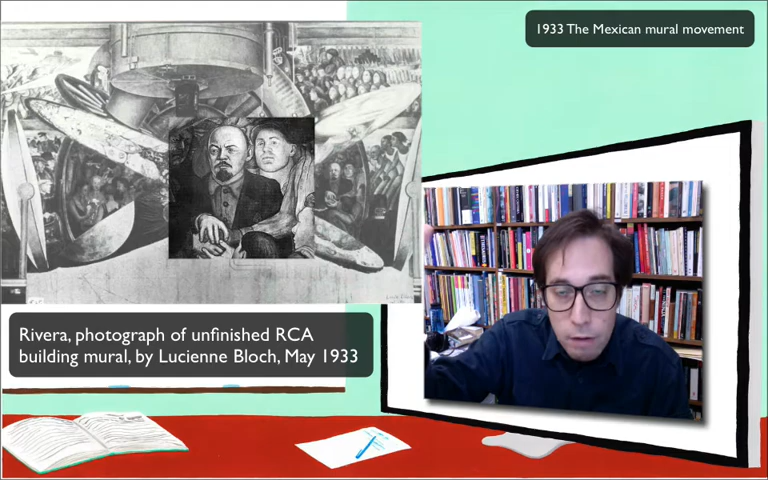 1933 The Mexican mural movement
Rivera, photograph of unfinished RCA
building mural, by Lucienne Bloch, May 1933